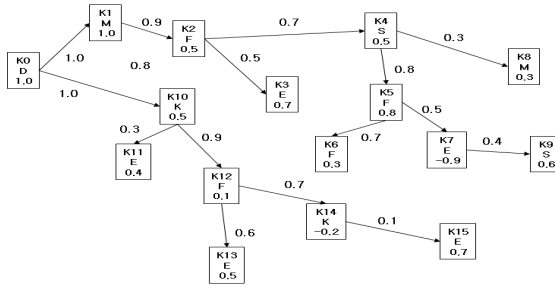 K0
D
1,0
K1
M
1,0
1.0
1.0
0.9
0.8
K2
F
0,5
0.7
0.5
K3
E
0,7
K4
S
0,5
0.3
K8
M
0,3
0.8
K5
F
0,8
0.7
K6
F
0,3
0.5
K7
E
-0,9
0.4
K9
S
0,6
K10
K
0,5
0.3
K11
E
0,4
0.9
K12
F
0,1
0.7
0.6
K13
E
0,5
K14
K
-0,2
0.1
K15
E
0,7